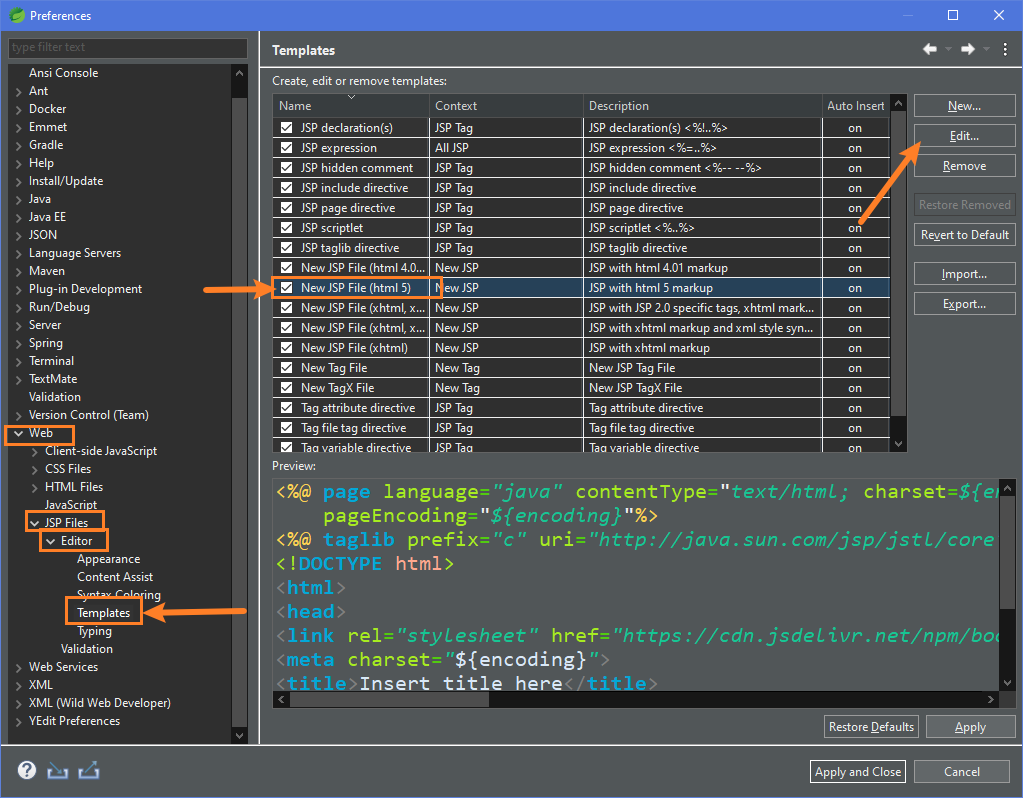 Preferences
type filter text
Ansi Console
Ant
Docker
Emmet
Gradle
Help
Install/Update
Java
Java EE
JSON
Language Servers
Maven
Plug-in Development
Run/Debug
Server
Spring
Terminal
TextMate
Validation
Version Control (Team)
Web
Client-side JavaScript
CSS Files
HTML Files
JavaScript
JSP Files
Editor
Appearance
Content Assist
Syntax Coloring
Templates
Typing
Validation
Web Services
XML
XML (Wild Web Developer)
YEdit Preferences
Templates
Create, edit or remove templates:
Name Context Description Auto Insert
JSP declaration(s) JSP Tag JSP declaration(s) <%!..%> on
JSP expression All JSP JSP expression <%=..%> on
JSP hidden comment JSP Tag JSP hidden comment <%-- --%> on
JSP include directive JSP Tag JSP include directive on
JSP page directive JSP Tag JSP page directive on
JSP scriptlet JSP Tag JSP scriptlet <%..%> on
JSP taglib directive JSP Tag JSP taglib directive on
New JSP File (html 4.0... New JSP JSP with html 4.01 markup on
New JSP File (html 5) New JSP JSP with html 5 markup on
New JSP File (xhtml, x... New JSP JSP with JSP 2.0 specific tags, xhtml mark... on
New JSP File (xhtml, x... New JSP JSP with xhtml markup and xml style syn... on
New JSP File (xhtml) New JSP JSP with xhtml markup on
New Tag File New Tag New JSP Tag File on
New TagX File New Tag New JSP TagX File on
Tag attribute directive JSP Tag Tag attribute directive on
Tag file tag directive JSP Tag Tag file tag directive on
Tag variable directive JSP Tag Tag variable directive on
New...
Edit...
Remove
Restore Removed
Revert to Default
Import...
Export...
Preview:
<%@ page language="java" contentType="text/html; charset=${en
pageEncoding="${encoding}"%>
<%@ taglib prefix="c" uri="http://java.sun.com/jsp/jstl/core
<!DOCTYPE html>
<html>
<head>
<link rel="stylesheet" href="https://cdn.jsdelivr.net/npm/boo
<meta charset="${encoding}">
<title>Insert title here</title>
Restore Defaults Apply
Apply and Close Cancel